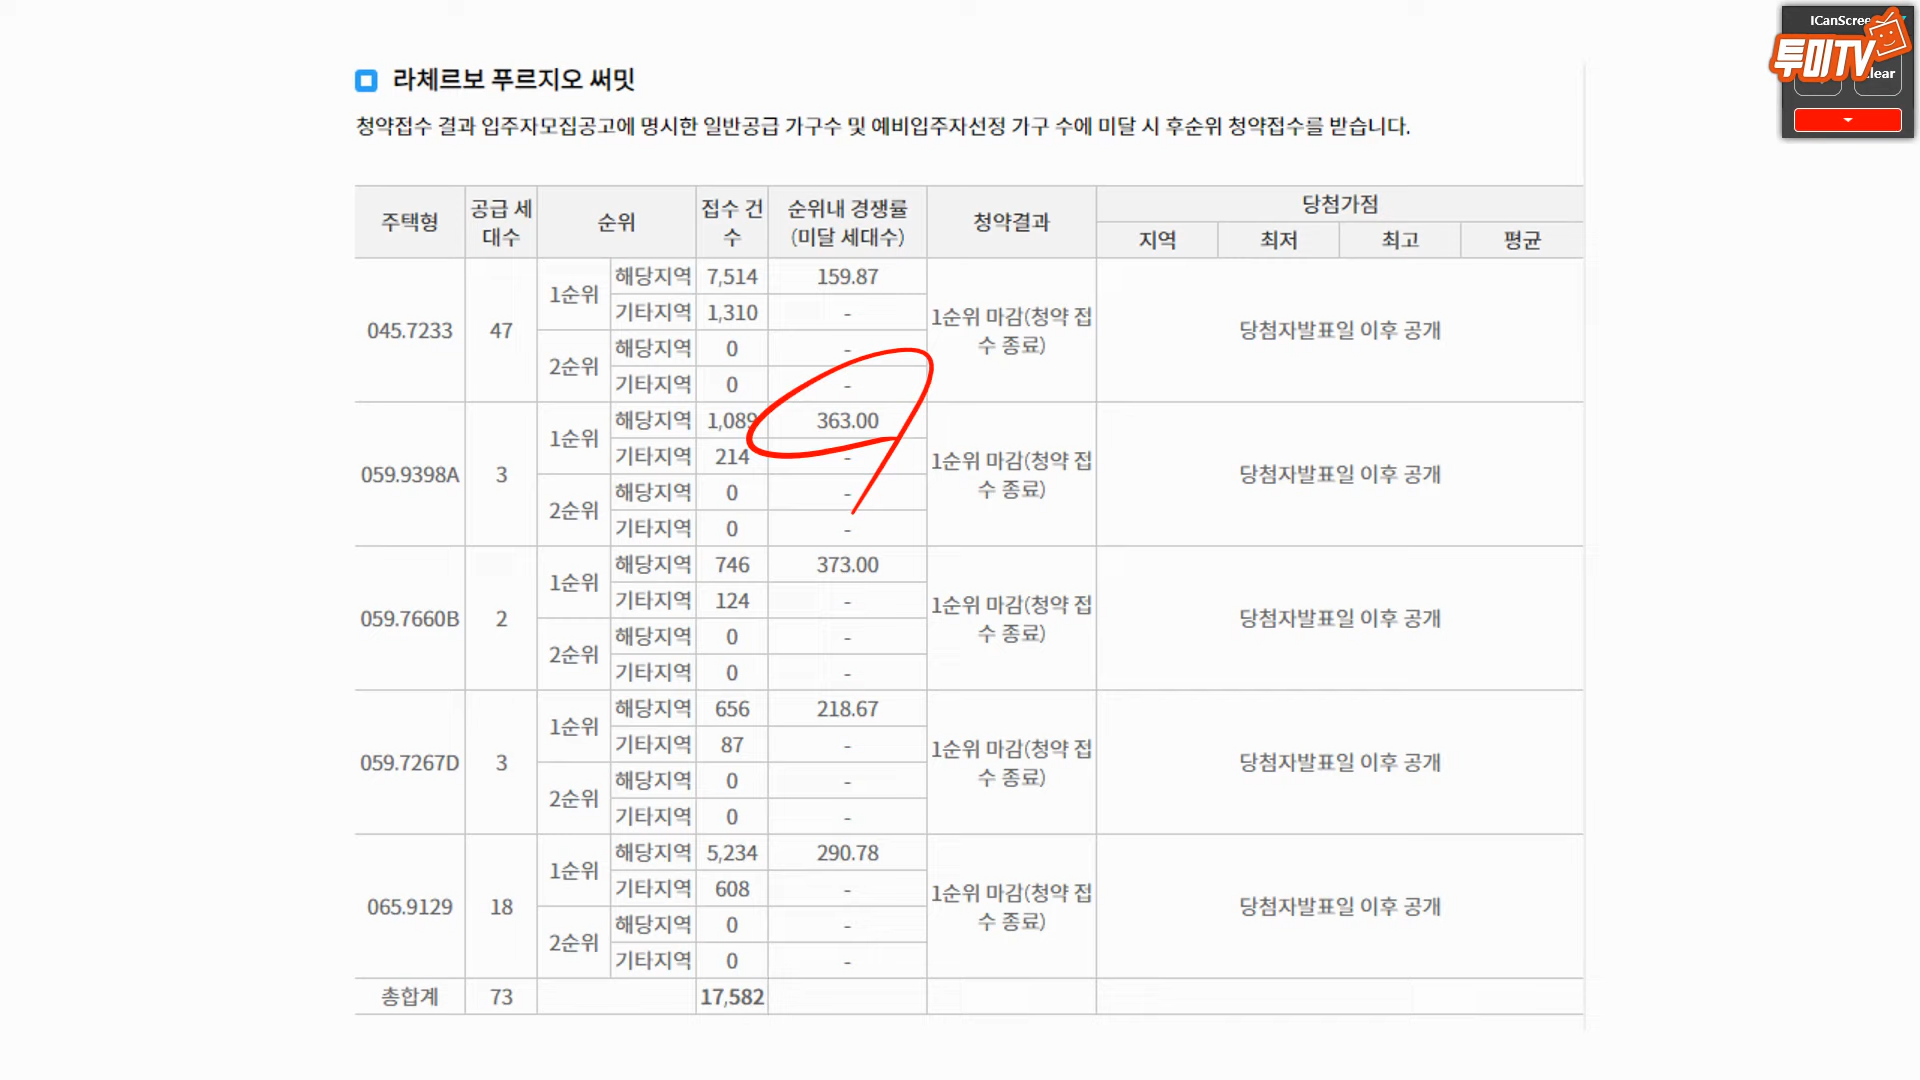 ICanScree
투미TV
lear
라체르보 푸르지오 써밋
청약접수 결과 입주자모집공고에 명시한 일반공급 가구수 및 예비입주자선정 가구 수에 미달 시 후순위 청약접수를 받습니다.
주택형 공급 세대수 순위 접수 건수 순위내 경쟁률 (미달 세대수) 청약결과 당첨가점
지역 최저 최고 평균
045.7233 47 1순위 해당지역 7,514 159.87 1순위 마감(청약 접수 종료) 당첨자발표일 이후 공개
기타지역 1,310 -
2순위 해당지역 0 -
기타지역 0 -
059.9398A 3 1순위 해당지역 1,089 363.00 1순위 마감(청약 접수 종료) 당첨자발표일 이후 공개
기타지역 214 -
2순위 해당지역 0 -
기타지역 0 -
059.7660B 2 1순위 해당지역 746 373.00 1순위 마감(청약 접수 종료) 당첨자발표일 이후 공개
기타지역 124 -
2순위 해당지역 0 -
기타지역 0 -
059.7267D 3 1순위 해당지역 656 218.67 1순위 마감(청약 접수 종료) 당첨자발표일 이후 공개
기타지역 87 -
2순위 해당지역 0 -
기타지역 0 -
065.9129 18 1순위 해당지역 5,234 290.78 1순위 마감(청약 접수 종료) 당첨자발표일 이후 공개
기타지역 608 -
2순위 해당지역 0 -
기타지역 0 -
총합계 73 17,582